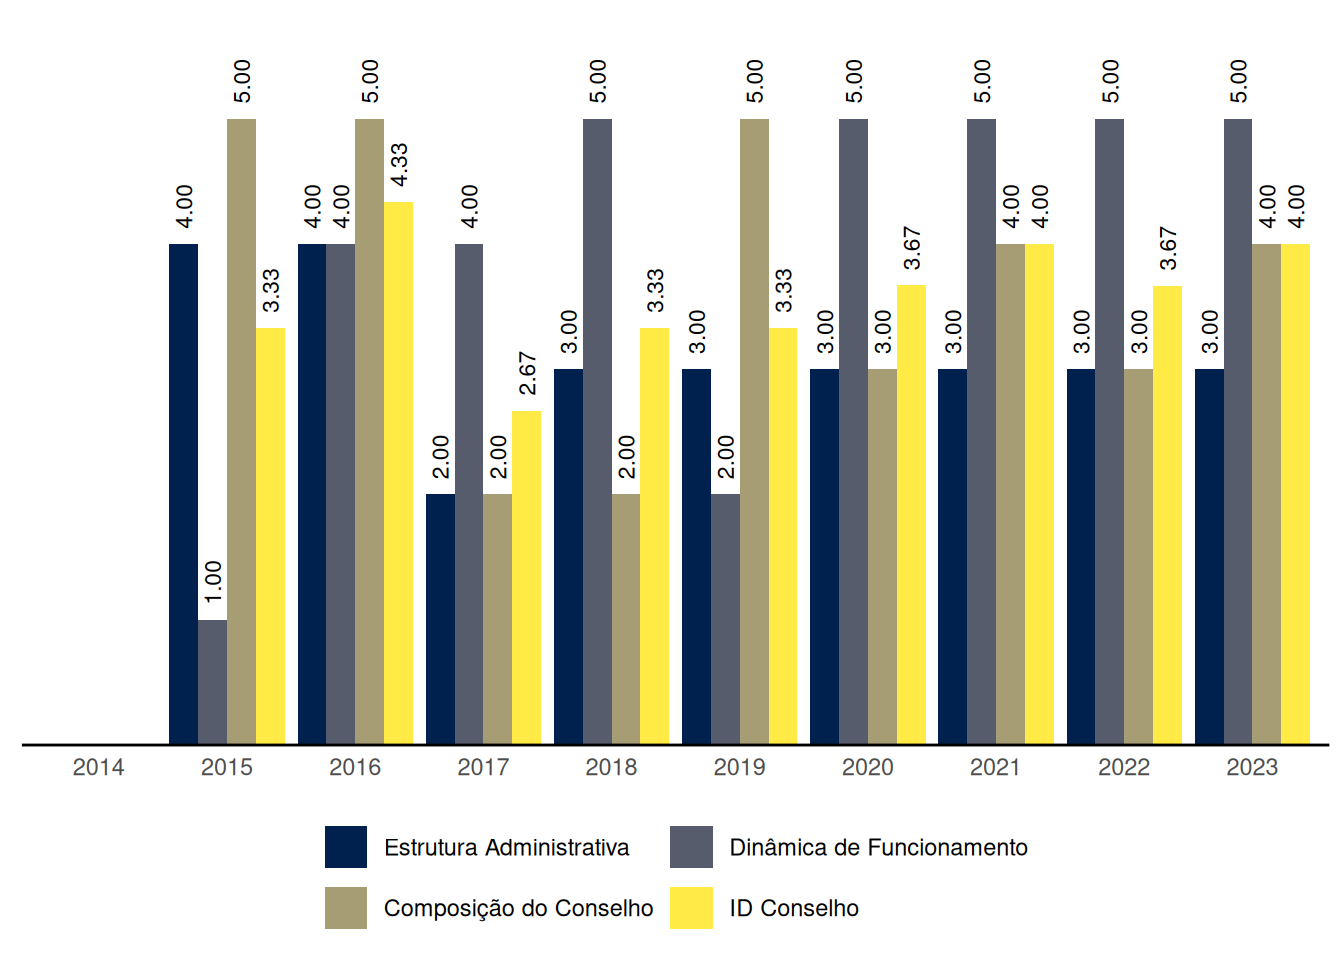 4.00 1.00 5.00 3.33
4.00 4.00 5.00 4.33
2.00 4.00 2.00 2.67
3.00 5.00 2.00 3.33
3.00 2.00 5.00 3.33
3.00 5.00 3.00 3.67
3.00 5.00 4.00 4.00
3.00 5.00 3.00 3.67
3.00 5.00 4.00 4.00
2014 2015 2016 2017 2018 2019 2020 2021 2022 2023
Estrutura Administrativa Dinâmica de Funcionamento
Composição do Conselho ID Conselho